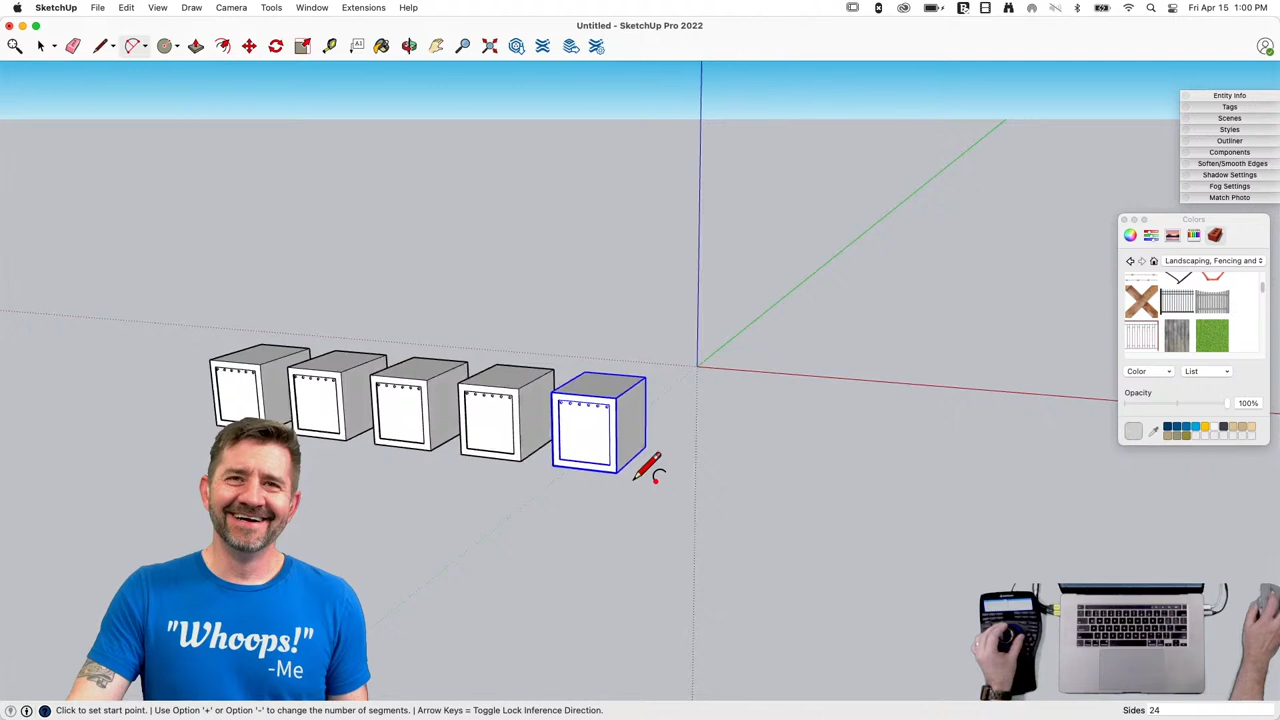 SketchUp File Edit View Draw Camera Tools Window Extensions Help
Fri Apr 15 1:00 PM
Untitled - SketchUp Pro 2022
A1
Entity Info
Tags
Scenes
Styles
Outliner
Components
Soften/Smooth Edges
Shadow Settings
Fog Settings
Match Photo
Colors
Landscaping, Fencing and
Color
List
Opacity
100%
"Whoops!"
-Me
Click to set start point. | Use Option '+' or Option '-' to change the number of segments. | Arrow Keys = Toggle Lock Inference Direction.
Sides 24